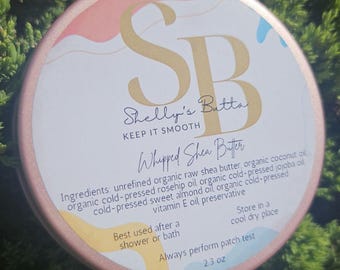 SB
Shelly's Butta
KEEP IT SMOOTH
Whipped Shea Butter
Ingredients: unrefined organic raw shea butter, organic coconut oil,
organic cold-pressed rosehip oil organic cold-pressed jojoba oil
cold-pressed sweet almond oil organic cold-pressed
vitamin E oil, preservative
Best used after a
shower or bath
Store in a
cool dry place
Always perform patch test
2.3 oz